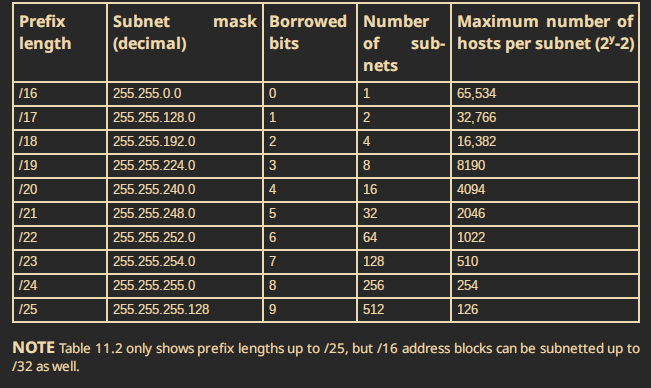 Prefix length | Subnet mask (decimal) | Borrowed bits | Number of sub-nets | Maximum number of hosts per subnet (2ʸ-2)
/16 | 255.255.0.0 | 0 | 1 | 65,534
/17 | 255.255.128.0 | 1 | 2 | 32,766
/18 | 255.255.192.0 | 2 | 4 | 16,382
/19 | 255.255.224.0 | 3 | 8 | 8190
/20 | 255.255.240.0 | 4 | 16 | 4094
/21 | 255.255.248.0 | 5 | 32 | 2046
/22 | 255.255.252.0 | 6 | 64 | 1022
/23 | 255.255.254.0 | 7 | 128 | 510
/24 | 255.255.255.0 | 8 | 256 | 254
/25 | 255.255.255.128 | 9 | 512 | 126
NOTE Table 11.2 only shows prefix lengths up to /25, but /16 address blocks can be subnetted up to
/32 as well.